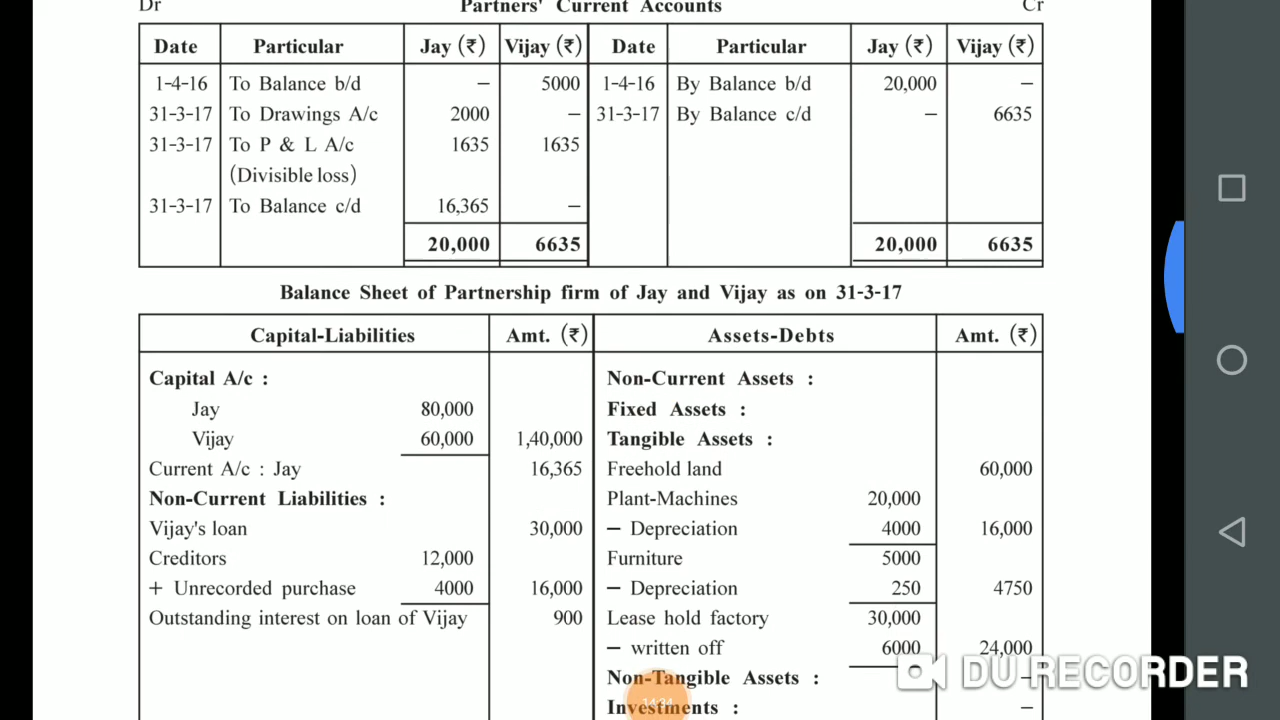 Dr Partners' Current Accounts Cr
Date Particular Jay (₹) Vijay (₹) Date Particular Jay (₹) Vijay (₹)
1-4-16 To Balance b/d – 5000 1-4-16 By Balance b/d 20,000 –
31-3-17 To Drawings A/c 2000 – 31-3-17 By Balance c/d – 6635
31-3-17 To P & L A/c 1635 1635
(Divisible loss)
31-3-17 To Balance c/d 16,365 –
20,000 6635 20,000 6635
Balance Sheet of Partnership firm of Jay and Vijay as on 31-3-17
Capital-Liabilities Amt. (₹) Assets-Debts Amt. (₹)
Capital A/c : Non-Current Assets :
Jay 80,000 Fixed Assets :
Vijay 60,000 1,40,000 Tangible Assets :
Current A/c : Jay 16,365 Freehold land 60,000
Non-Current Liabilities : Plant-Machines 20,000
Vijay's loan 30,000 – Depreciation 4000 16,000
Creditors 12,000 Furniture 5000
+ Unrecorded purchase 4000 16,000 – Depreciation 250 4750
Outstanding interest on loan of Vijay 900 Lease hold factory 30,000
– written off 6000 24,000
Non-Tangible Assets : –
Investments : –
14:34
DU RECORDER